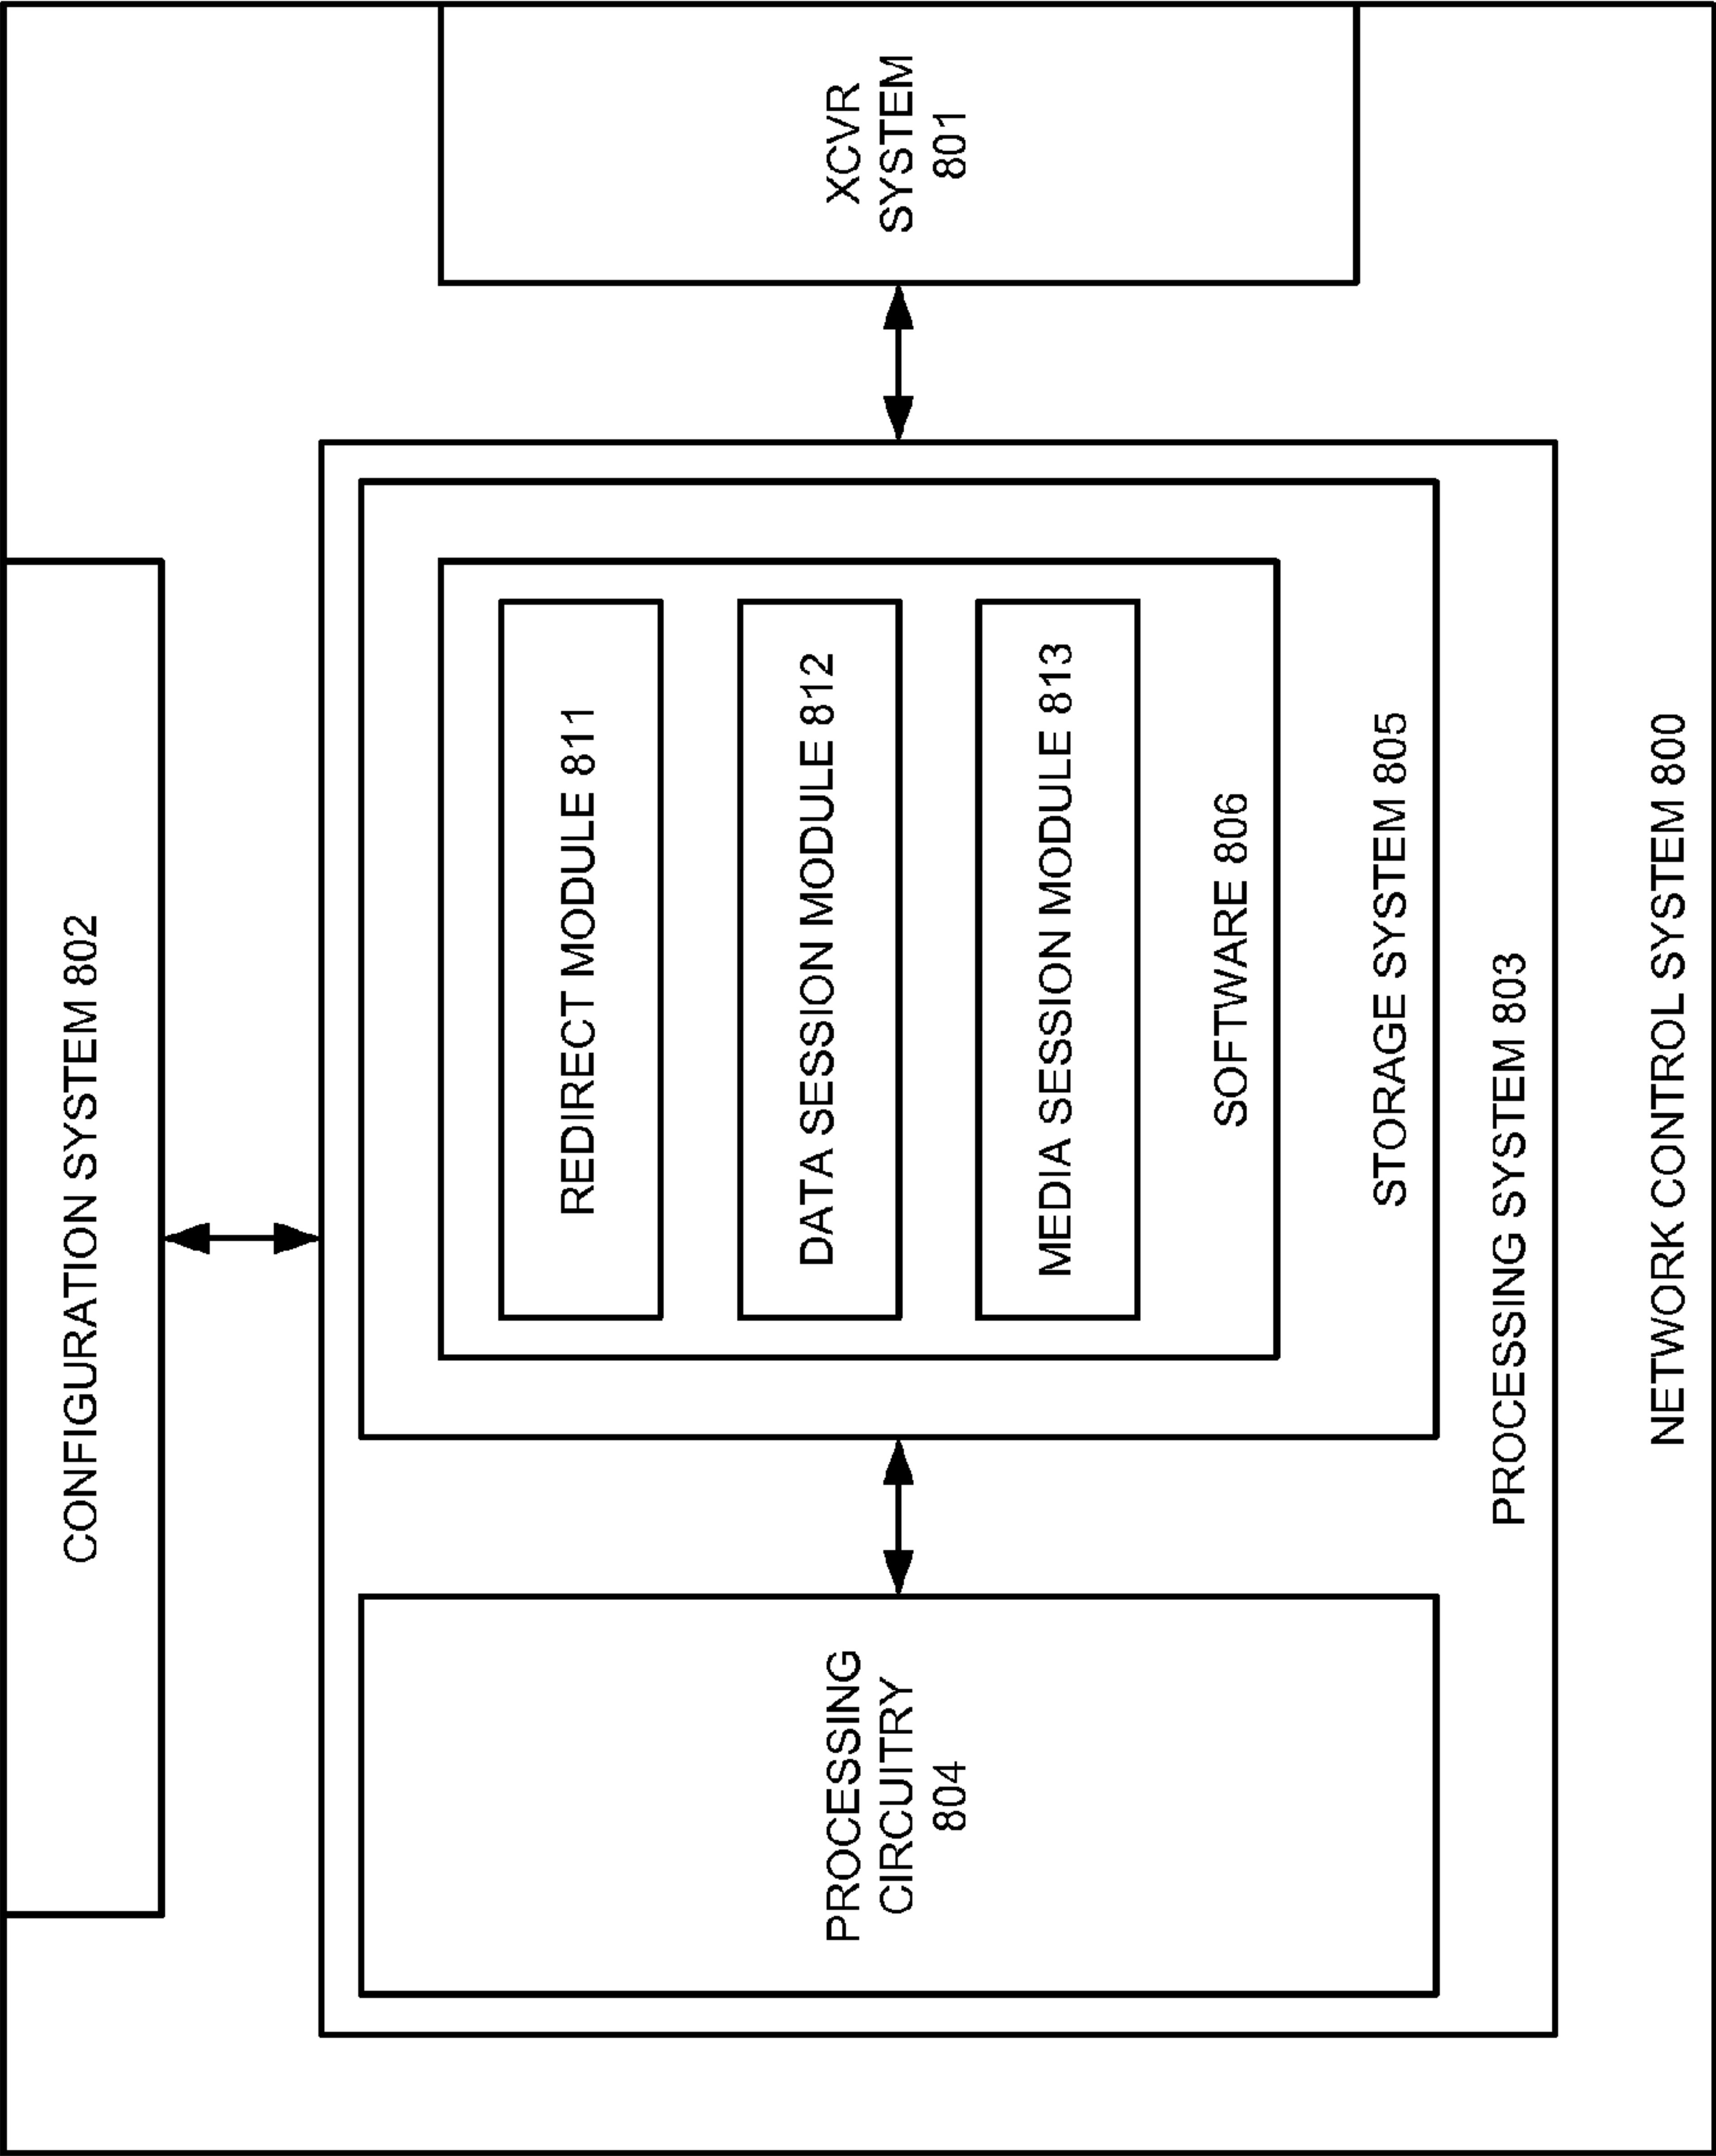 CONFIGURATION SYSTEM 802
PROCESSING
CIRCUITRY
804
REDIRECT MODULE 811
DATA SESSION MODULE 812
MEDIA SESSION MODULE 813
SOFTWARE 806
STORAGE SYSTEM 805
PROCESSING SYSTEM 803
XCVR
SYSTEM
801
NETWORK CONTROL SYSTEM 800